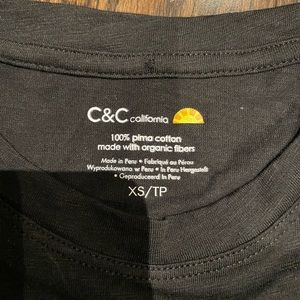 C&C california
100% pima cotton
made with organic fibers
Made in Peru • Fabriqué au Pérou
Wyprodukowano w Peru • In Peru Hergestellt
• Geproduceerd In Peru
XS/TP